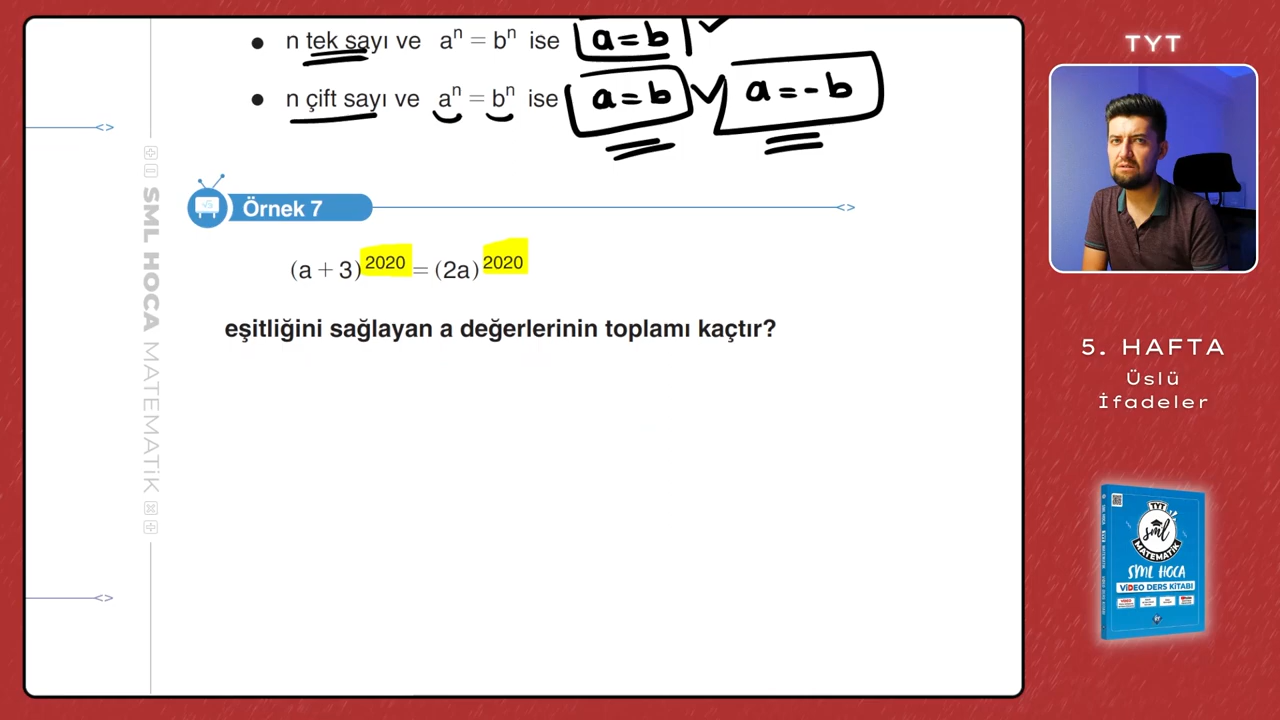 n tek sayı ve aⁿ = bⁿ ise a = b
n çift sayı ve aⁿ = bⁿ ise a = b ∨ a = -b
Örnek 7
(a + 3)²⁰²⁰ = (2a)²⁰²⁰
eşitliğini sağlayan a değerlerinin toplamı kaçtır?
SML HOCA MATEMATİK
TYT
5. HAFTA
Üslü
İfadeler
TYT
sml
MATEMATİK
SML HOCA
VİDEO DERS KİTABI